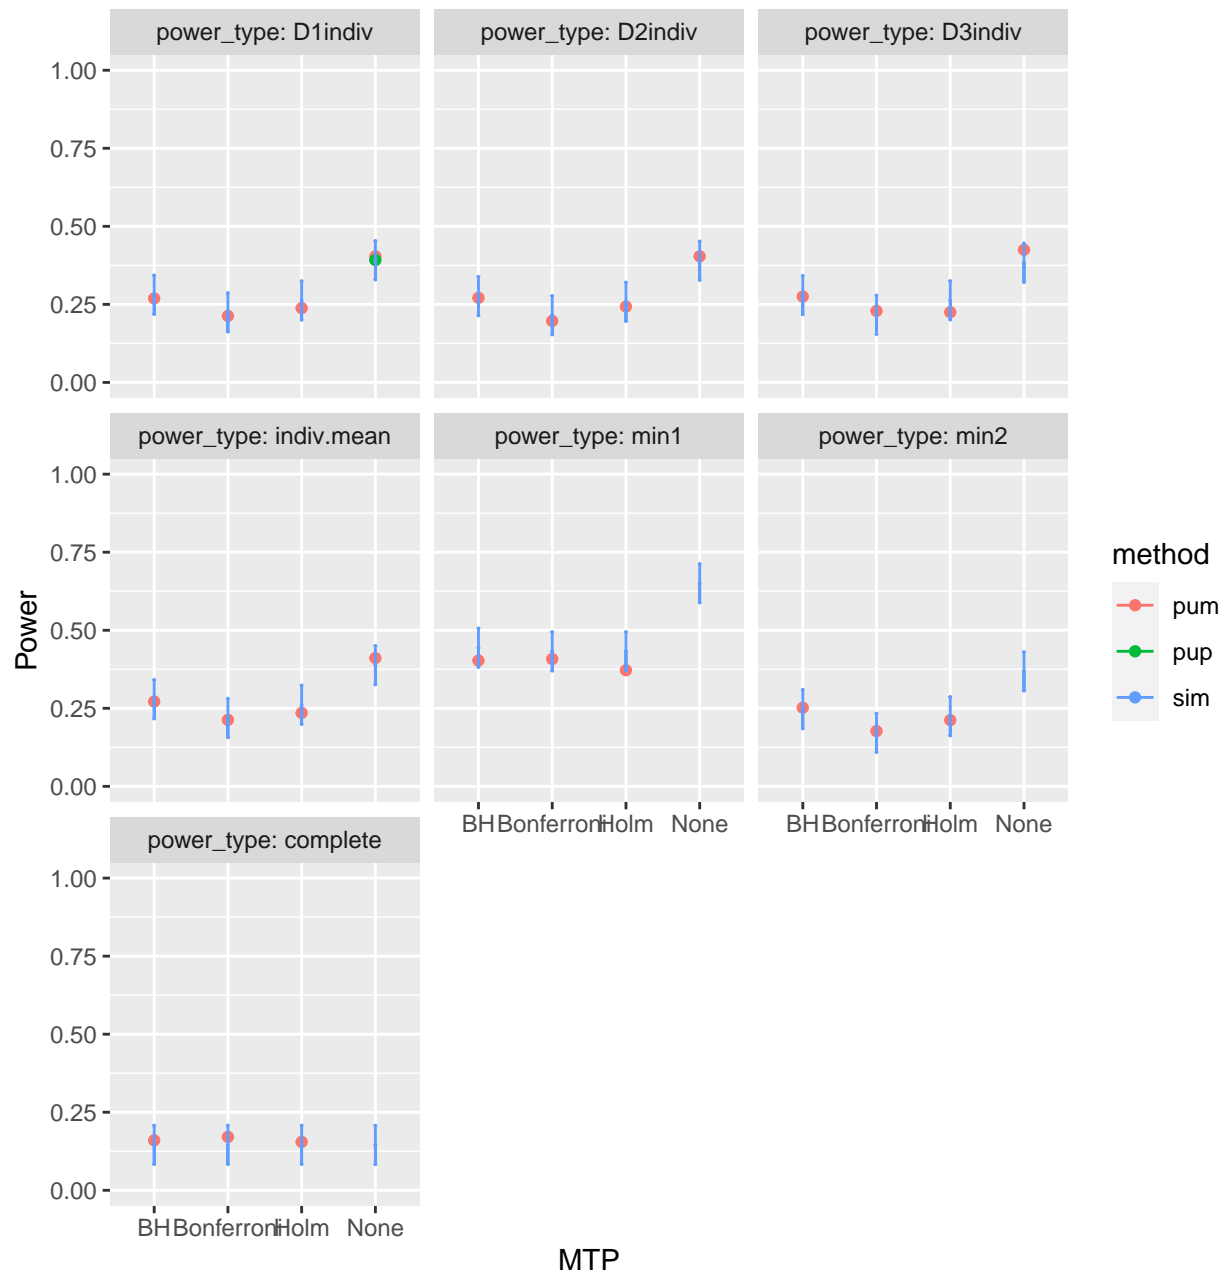 power_type: D1indiv
power_type: D2indiv
power_type: D3indiv
1.00
0.75
0.50
0.25
0.00
power_type: indiv.mean
power_type: min1
power_type: min2
1.00
0.75
0.50
0.25
0.00
BH Bonferroni Holm None
BH Bonferroni Holm None
power_type: complete
1.00
0.75
0.50
0.25
0.00
BH Bonferroni Holm None
MTP
Power
method
pum
pup
sim